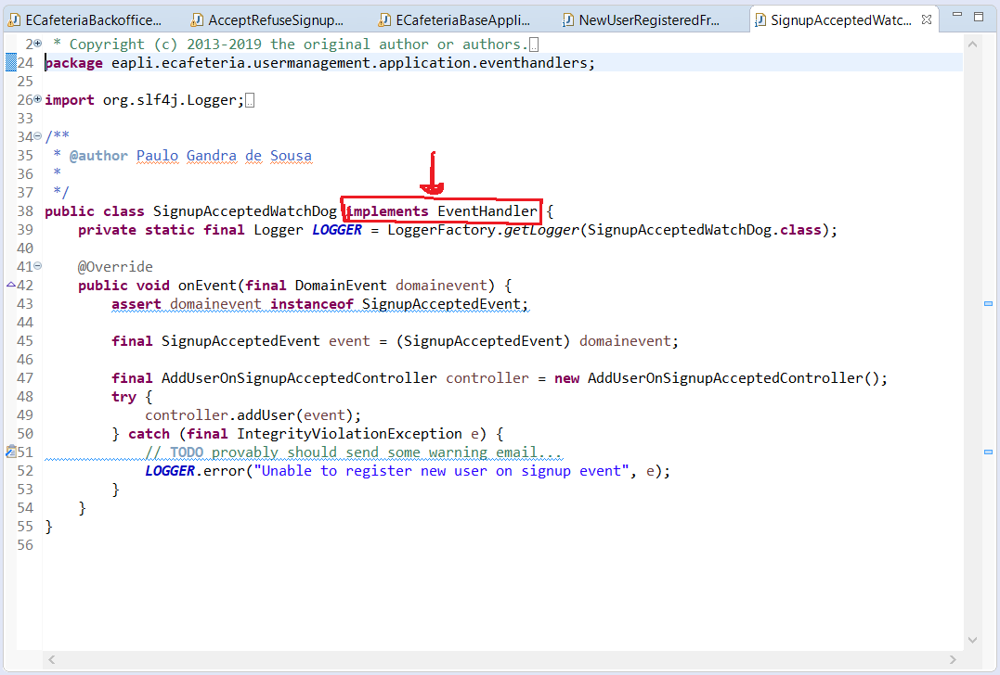 ECafeteriaBackoffice... AcceptRefuseSignup... ECafeteriaBaseAppli... NewUserRegisteredFr... SignupAcceptedWatc...
2 * Copyright (c) 2013-2019 the original author or authors.
24 package eapli.ecafeteria.usermanagement.application.eventhandlers;
25
26 import org.slf4j.Logger;
33
34 /**
35 * @author Paulo Gandra de Sousa
36 *
37 */
38 public class SignupAcceptedWatchDog implements EventHandler {
39 private static final Logger LOGGER = LoggerFactory.getLogger(SignupAcceptedWatchDog.class);
40
41 @Override
42 public void onEvent(final DomainEvent domainevent) {
43 assert domainevent instanceof SignupAcceptedEvent;
44
45 final SignupAcceptedEvent event = (SignupAcceptedEvent) domainevent;
46
47 final AddUserOnSignupAcceptedController controller = new AddUserOnSignupAcceptedController();
48 try {
49 controller.addUser(event);
50 } catch (final IntegrityViolationException e) {
51 // TODO provably should send some warning email...
52 LOGGER.error("Unable to register new user on signup event", e);
53 }
54 }
55 }
56